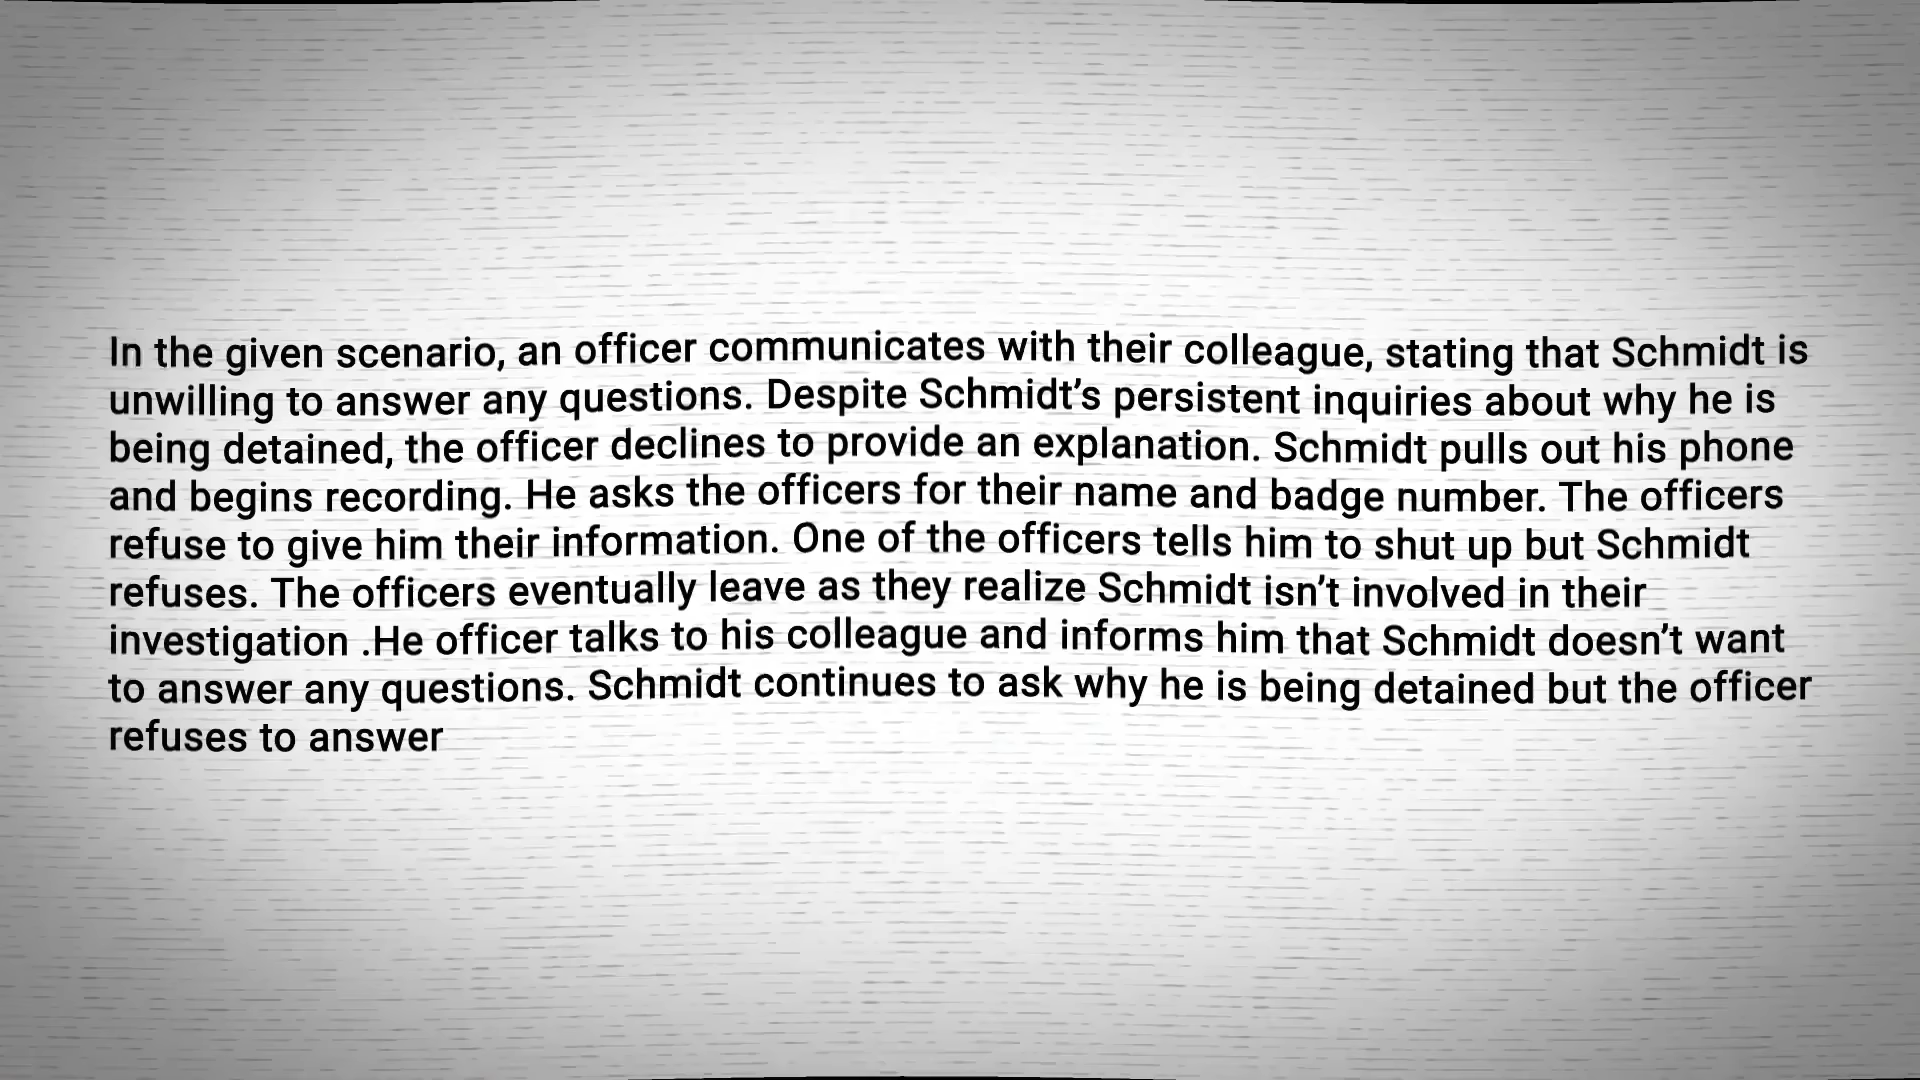 In the given scenario, an officer communicates with their colleague, stating that Schmidt is
unwilling to answer any questions. Despite Schmidt’s persistent inquiries about why he is
being detained, the officer declines to provide an explanation. Schmidt pulls out his phone
and begins recording. He asks the officers for their name and badge number. The officers
refuse to give him their information. One of the officers tells him to shut up but Schmidt
refuses. The officers eventually leave as they realize Schmidt isn’t involved in their
investigation .He officer talks to his colleague and informs him that Schmidt doesn’t want
to answer any questions. Schmidt continues to ask why he is being detained but the officer
refuses to answer